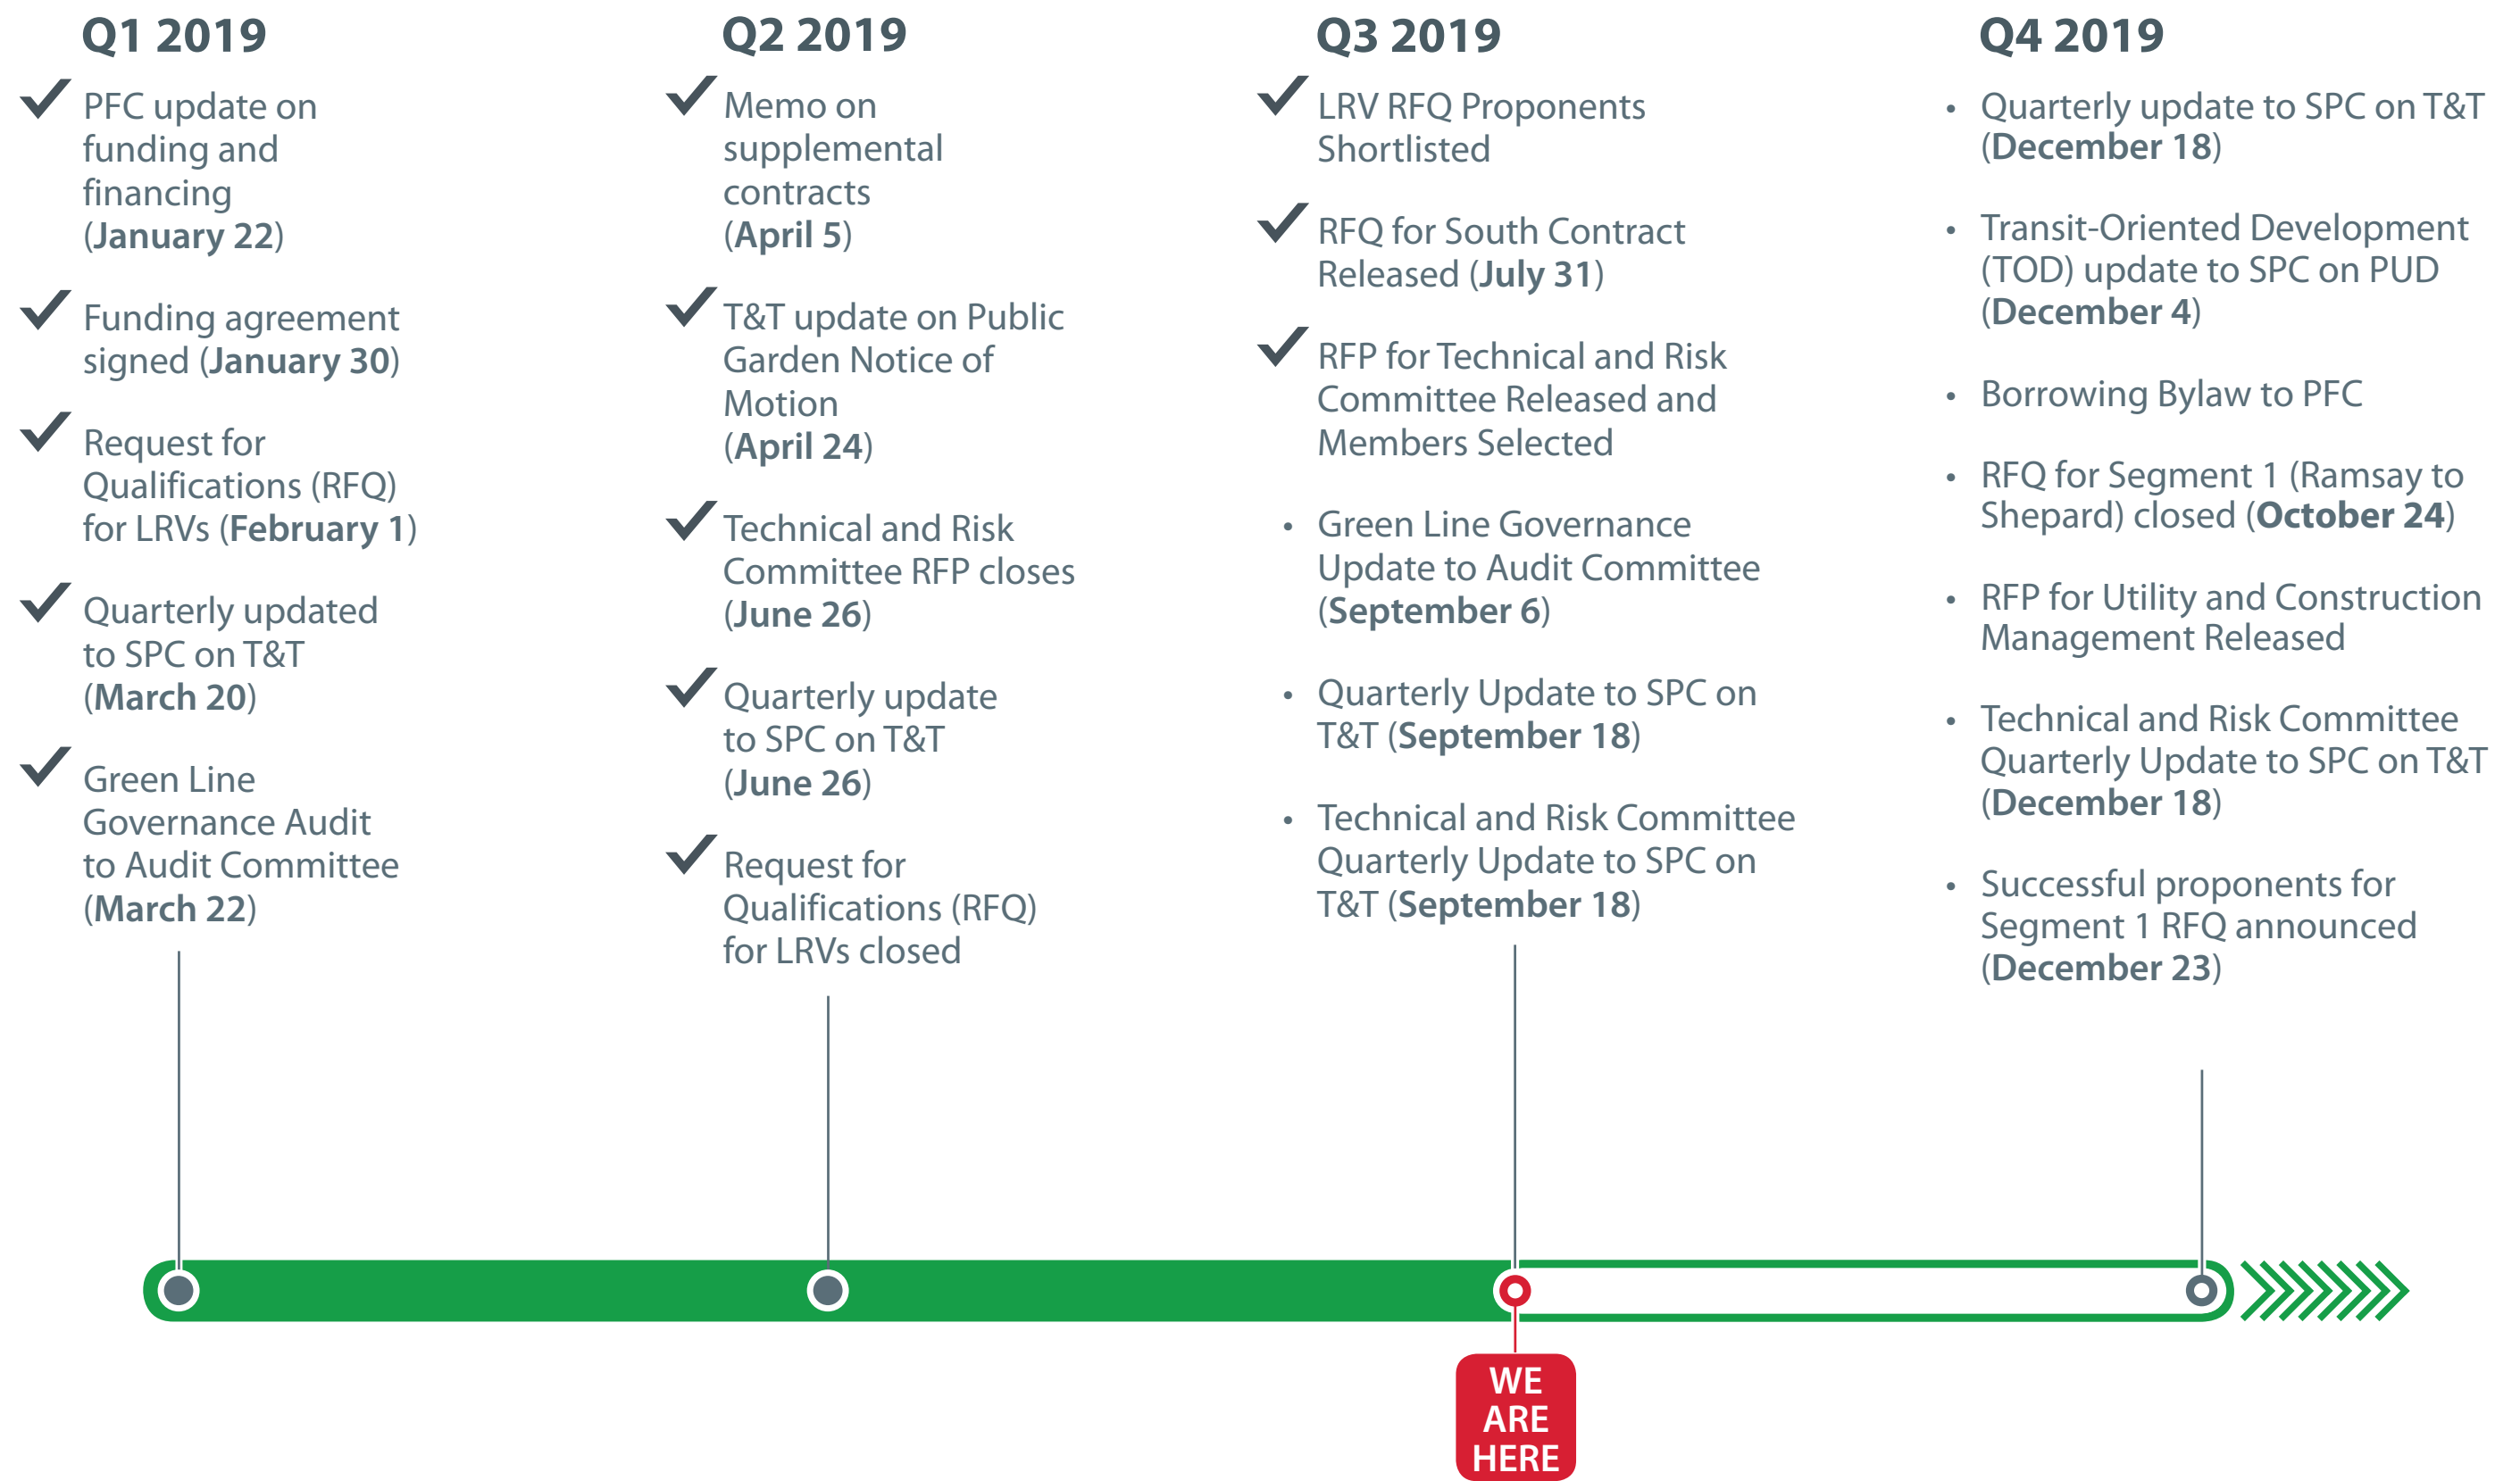 Q1 2019
PFC update on
funding and
financing
(January 22)
Funding agreement
signed (January 30)
Request for
Qualifications (RFQ)
for LRVs (February 1)
Quarterly updated
to SPC on T&T
(March 20)
Green Line
Governance Audit
to Audit Committee
(March 22)
Q2 2019
Memo on
supplemental
contracts
(April 5)
T&T update on Public
Garden Notice of
Motion
(April 24)
Technical and Risk
Committee RFP closes
(June 26)
Quarterly update
to SPC on T&T
(June 26)
Request for
Qualifications (RFQ)
for LRVs closed
Q3 2019
LRV RFQ Proponents
Shortlisted
RFQ for South Contract
Released (July 31)
RFP for Technical and Risk
Committee Released and
Members Selected
• Green Line Governance
Update to Audit Committee
(September 6)
• Quarterly Update to SPC on
T&T (September 18)
• Technical and Risk Committee
Quarterly Update to SPC on
T&T (September 18)
Q4 2019
• Quarterly update to SPC on T&T
(December 18)
• Transit-Oriented Development
(TOD) update to SPC on PUD
(December 4)
• Borrowing Bylaw to PFC
• RFQ for Segment 1 (Ramsay to
Shepard) closed (October 24)
• RFP for Utility and Construction
Management Released
• Technical and Risk Committee
Quarterly Update to SPC on T&T
(December 18)
• Successful proponents for
Segment 1 RFQ announced
(December 23)
WE
ARE
HERE